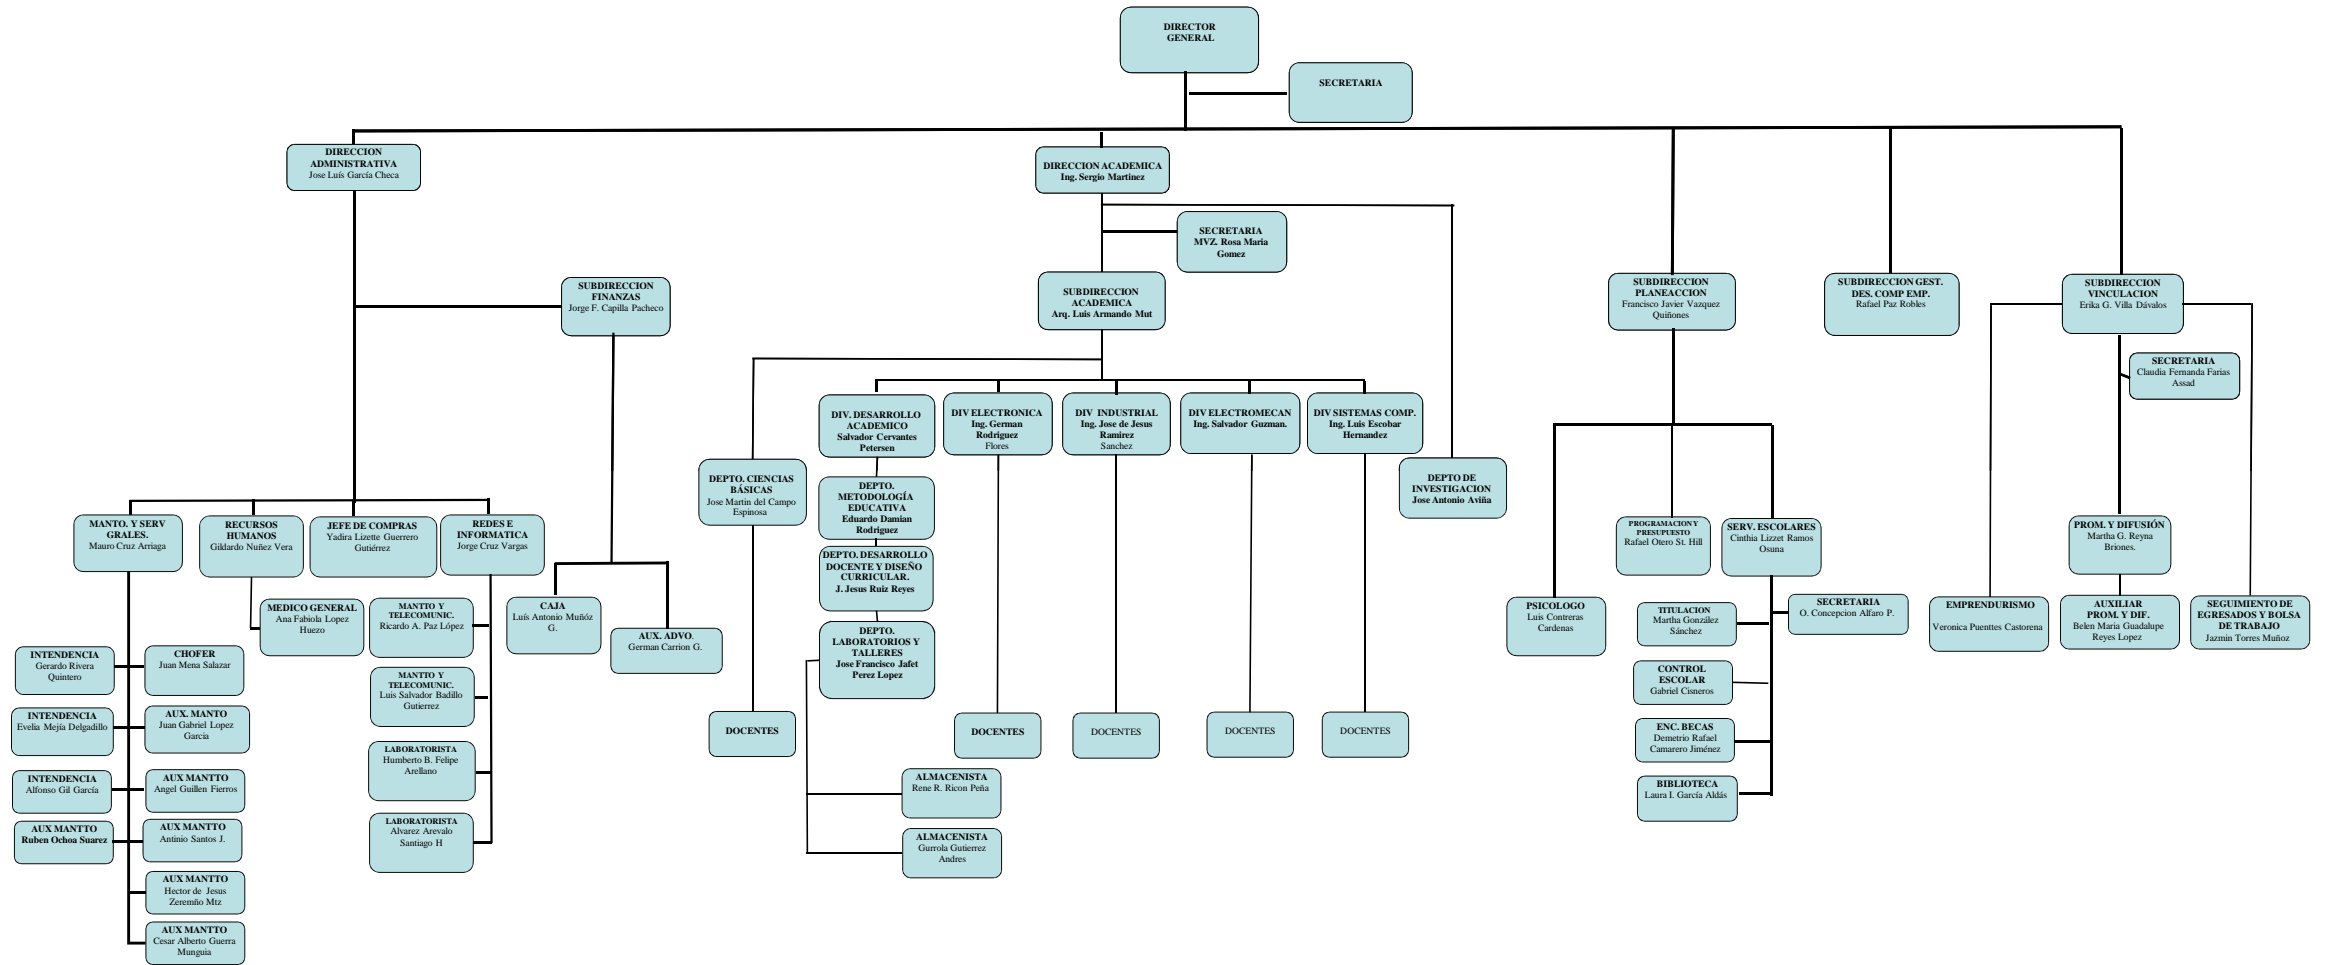 DIRECTOR
GENERAL
SECRETARIA
DIRECCION
ADMINISTRATIVA
Jose Luís García Checa
DIRECCION ACADEMICA
Ing. Sergio Martinez
SECRETARIA
MVZ. Rosa Maria
Gomez
SUBDIRECCION
FINANZAS
Jorge F. Capilla Pacheco
SUBDIRECCION
ACADEMICA
Arq. Luis Armando Mut
SUBDIRECCION
PLANEACCION
Francisco Javier Vazquez
Quiñones
SUBDIRECCION GEST.
DES. COMP EMP.
Rafael Paz Robles
SUBDIRECCION
VINCULACION
Erika G. Villa Dávalos
SECRETARIA
Claudia Fernanda Farias
Assad
DIV. DESARROLLO
ACADEMICO
Salvador Cervantes
Petersen
DIV ELECTRONICA
Ing. German
Rodriguez
Flores
DIV INDUSTRIAL
Ing. Jose de Jesus
Ramirez
Sanchez
DIV ELECTROMECAN
Ing. Salvador Guzman.
DIV SISTEMAS COMP.
Ing. Luis Escobar
Hernandez
DEPTO. CIENCIAS
BÁSICAS
Jose Martin del Campo
Espinosa
DEPTO.
METODOLOGÍA
EDUCATIVA
Eduardo Damian
Rodriguez
DEPTO DE
INVESTIGACION
Jose Antonio Aviña
MANTO. Y SERV
GRALES.
Mauro Cruz Arriaga
RECURSOS
HUMANOS
Gildardo Nuñez Vera
JEFE DE COMPRAS
Yadira Lizette Guerrero
Gutiérrez
REDES E
INFORMATICA
Jorge Cruz Vargas
PROGRAMACION Y
PRESUPUESTO
Rafael Otero St. Hill
SERV. ESCOLARES
Cinthia Lizzet Ramos
Osuna
PROM. Y DIFUSIÓN
Martha G. Reyna
Briones.
DEPTO. DESARROLLO
DOCENTE Y DISEÑO
CURRICULAR.
J. Jesus Ruiz Reyes
MEDICO GENERAL
Ana Fabiola Lopez
Huezo
MANTTO Y
TELECOMUNIC.
Ricardo A. Paz López
CAJA
Luís Antonio Muñóz
G.
AUX. ADVO.
German Carrion G.
DEPTO.
LABORATORIOS Y
TALLERES
Jose Francisco Jafet
Perez Lopez
PSICOLOGO
Luis Contreras
Cardenas
TITULACION
Martha González
Sánchez
SECRETARIA
O. Concepcion Alfaro P.
EMPRENDURISMO
Veronica Puenttes Castorena
AUXILIAR
PROM. Y DIF.
Belen Maria Guadalupe
Reyes Lopez
SEGUIMIENTO DE
EGRESADOS Y BOLSA
DE TRABAJO
Jazmin Torres Muñoz
INTENDENCIA
Gerardo Rivera
Quintero
CHOFER
Juan Mena Salazar
MANTTO Y
TELECOMUNIC.
Luis Salvador Badillo
Gutierrez
CONTROL
ESCOLAR
Gabriel Cisneros
INTENDENCIA
Evelia Mejía Delgadillo
AUX. MANTO
Juan Gabriel Lopez
Garcia
DOCENTES
DOCENTES
DOCENTES
DOCENTES
DOCENTES
ENC. BECAS
Demetrio Rafael
Camarero Jiménez
LABORATORISTA
Humberto B. Felipe
Arellano
INTENDENCIA
Alfonso Gil García
AUX MANTTO
Angel Guillen Fierros
ALMACENISTA
Rene R. Ricon Peña
BIBLIOTECA
Laura I. García Aldás
AUX MANTTO
Ruben Ochoa Suarez
AUX MANTTO
Antinio Santos J.
LABORATORISTA
Alvarez Arevalo
Santiago H
ALMACENISTA
Gurrola Gutierrez
Andres
AUX MANTTO
Hector de Jesus
Zeremño Mtz
AUX MANTTO
Cesar Alberto Guerra
Munguia